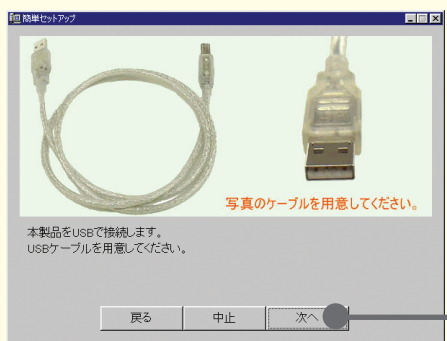 簡単セットアップ
写真のケーブルを用意してください。
本製品をUSBで接続します。
USBケーブルを用意してください。
戻る
中止
次へ